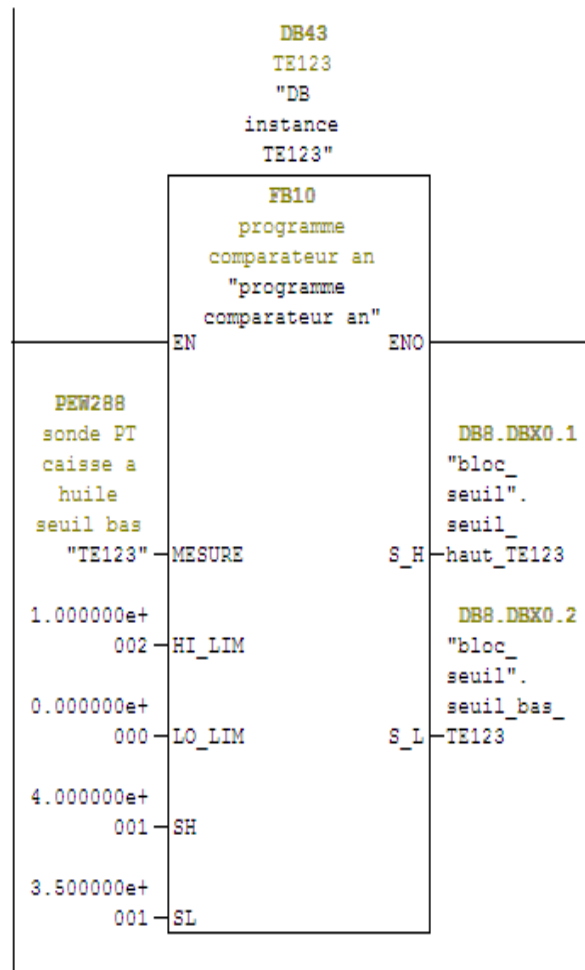 DB43
TE123
"DB
instance
TE123"
FB10
programme
comparateur an
"programme
comparateur an"
EN
ENO
PEW288
sonde PT
caisse a
huile
seuil bas
"TE123"
MESURE
DB8.DBX0.1
"bloc_
seuil".
seuil_
S_H
haut_TE123
1.000000e+
002
HI_LIM
DB8.DBX0.2
"bloc_
seuil".
seuil_bas_
0.000000e+
000
LO_LIM
S_L
TE123
4.000000e+
001
SH
3.500000e+
001
SL